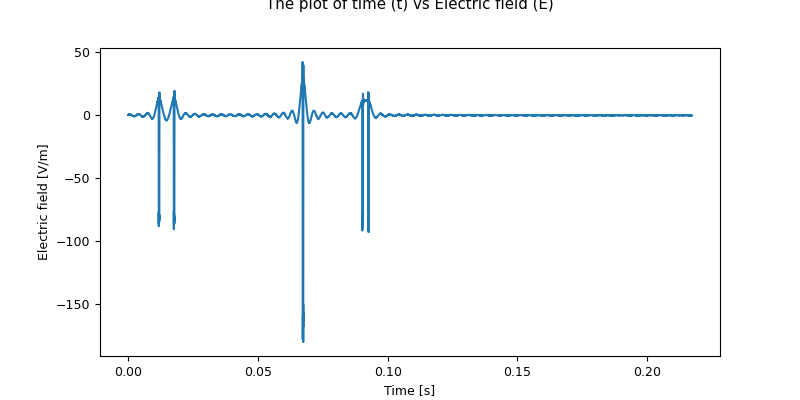 The plot of time (t) vs Electric field (E)
50
0
−50
−100
−150
Electric field [V/m]
0.00 0.05 0.10 0.15 0.20
Time [s]